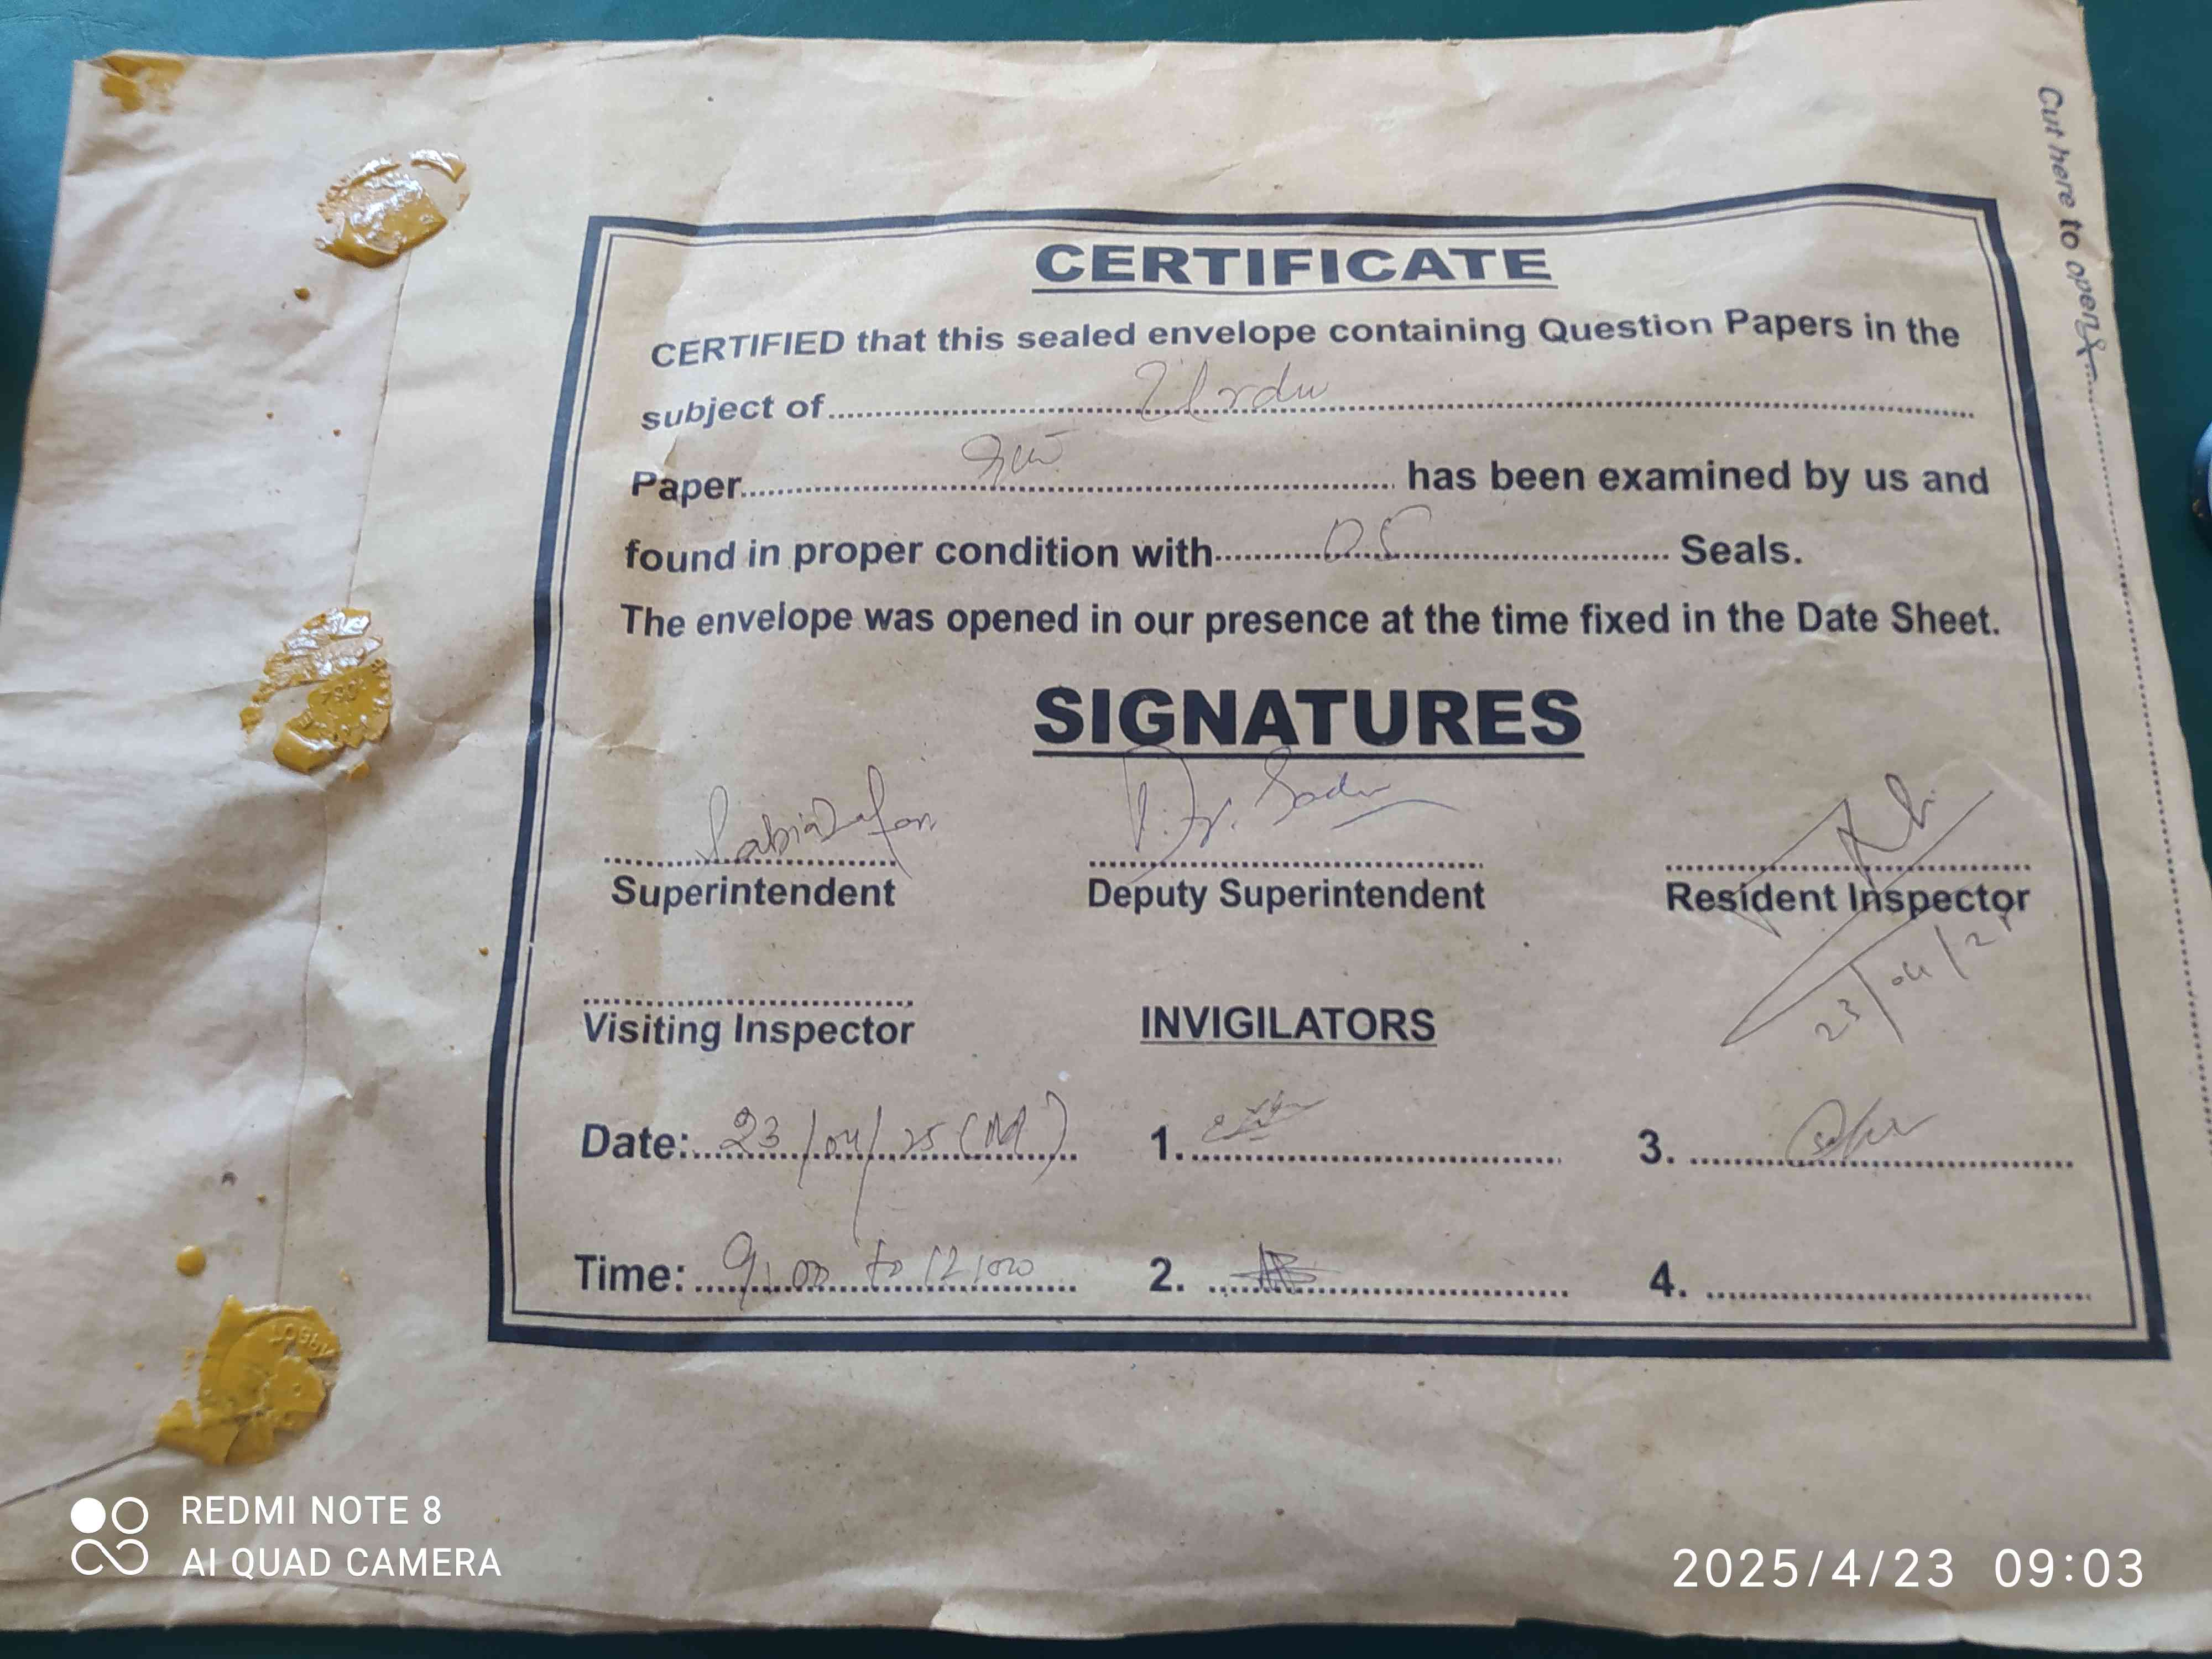 Cut here to open
CERTIFICATE
CERTIFIED that this sealed envelope containing Question Papers in the
subject of Urdu
Paper has been examined by us and
found in proper condition with 05 Seals.
The envelope was opened in our presence at the time fixed in the Date Sheet.
SIGNATURES
Superintendent Deputy Superintendent Resident Inspector
23/04/25
Visiting Inspector INVIGILATORS
Date: 23/04/25 (M) 1. 3.
Time: 9:00 to 12:00 2. 4.
REDMI NOTE 8
AI QUAD CAMERA
2025/4/23 09:03